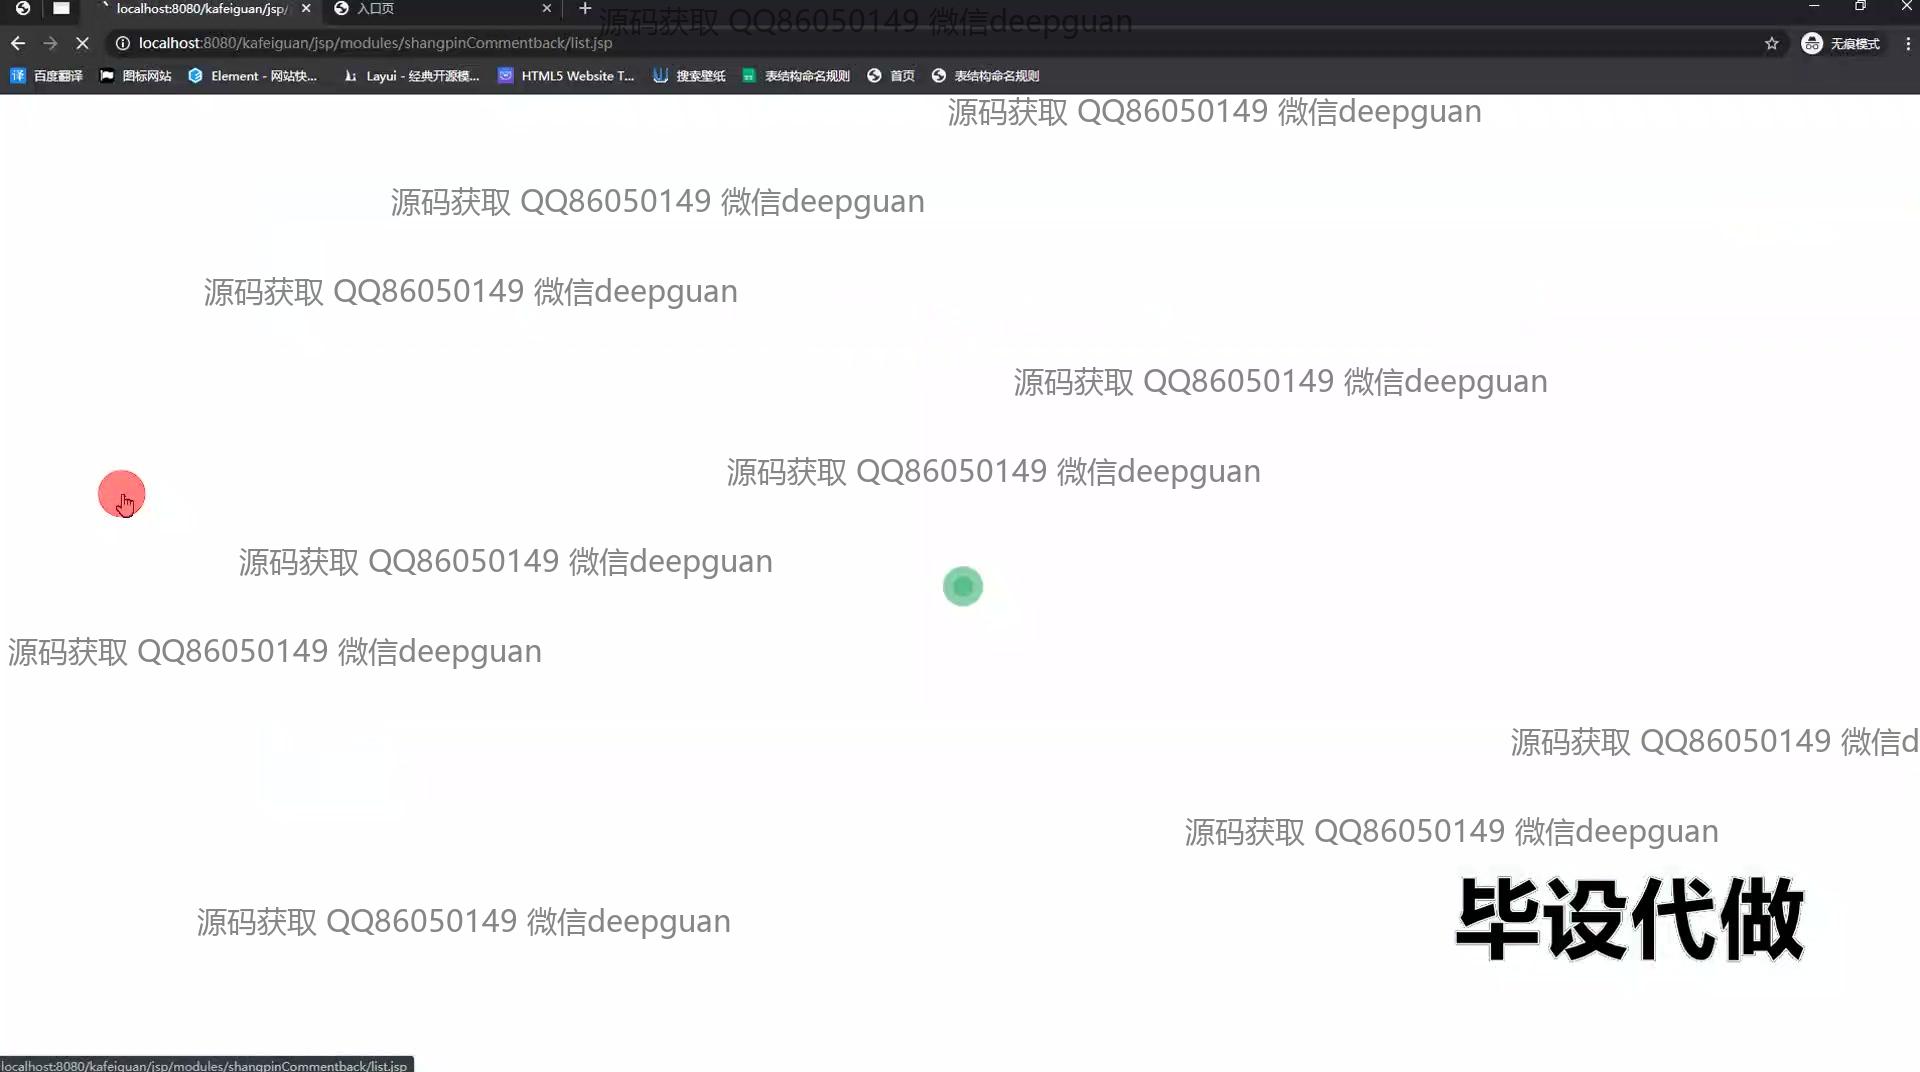 localhost:8080/kafeiguan/jsp/
入口页
源码获取 QQ86050149 微信deepguan
localhost:8080/kafeiguan/jsp/modules/shangpinCommentback/list.jsp
无痕模式
百度翻译
图标网站
Element - 网站快...
Layui - 经典开源模...
HTML5 Website T...
搜索壁纸
表结构命名规则
首页
表结构命名规则
源码获取 QQ86050149 微信deepguan
源码获取 QQ86050149 微信deepguan
源码获取 QQ86050149 微信deepguan
源码获取 QQ86050149 微信deepguan
源码获取 QQ86050149 微信deepguan
源码获取 QQ86050149 微信deepguan
源码获取 QQ86050149 微信deepguan
源码获取 QQ86050149 微信d
源码获取 QQ86050149 微信deepguan
毕设代做
源码获取 QQ86050149 微信deepguan
localhost:8080/kafeiguan/jsp/modules/shangpinCommentback/list.jsp